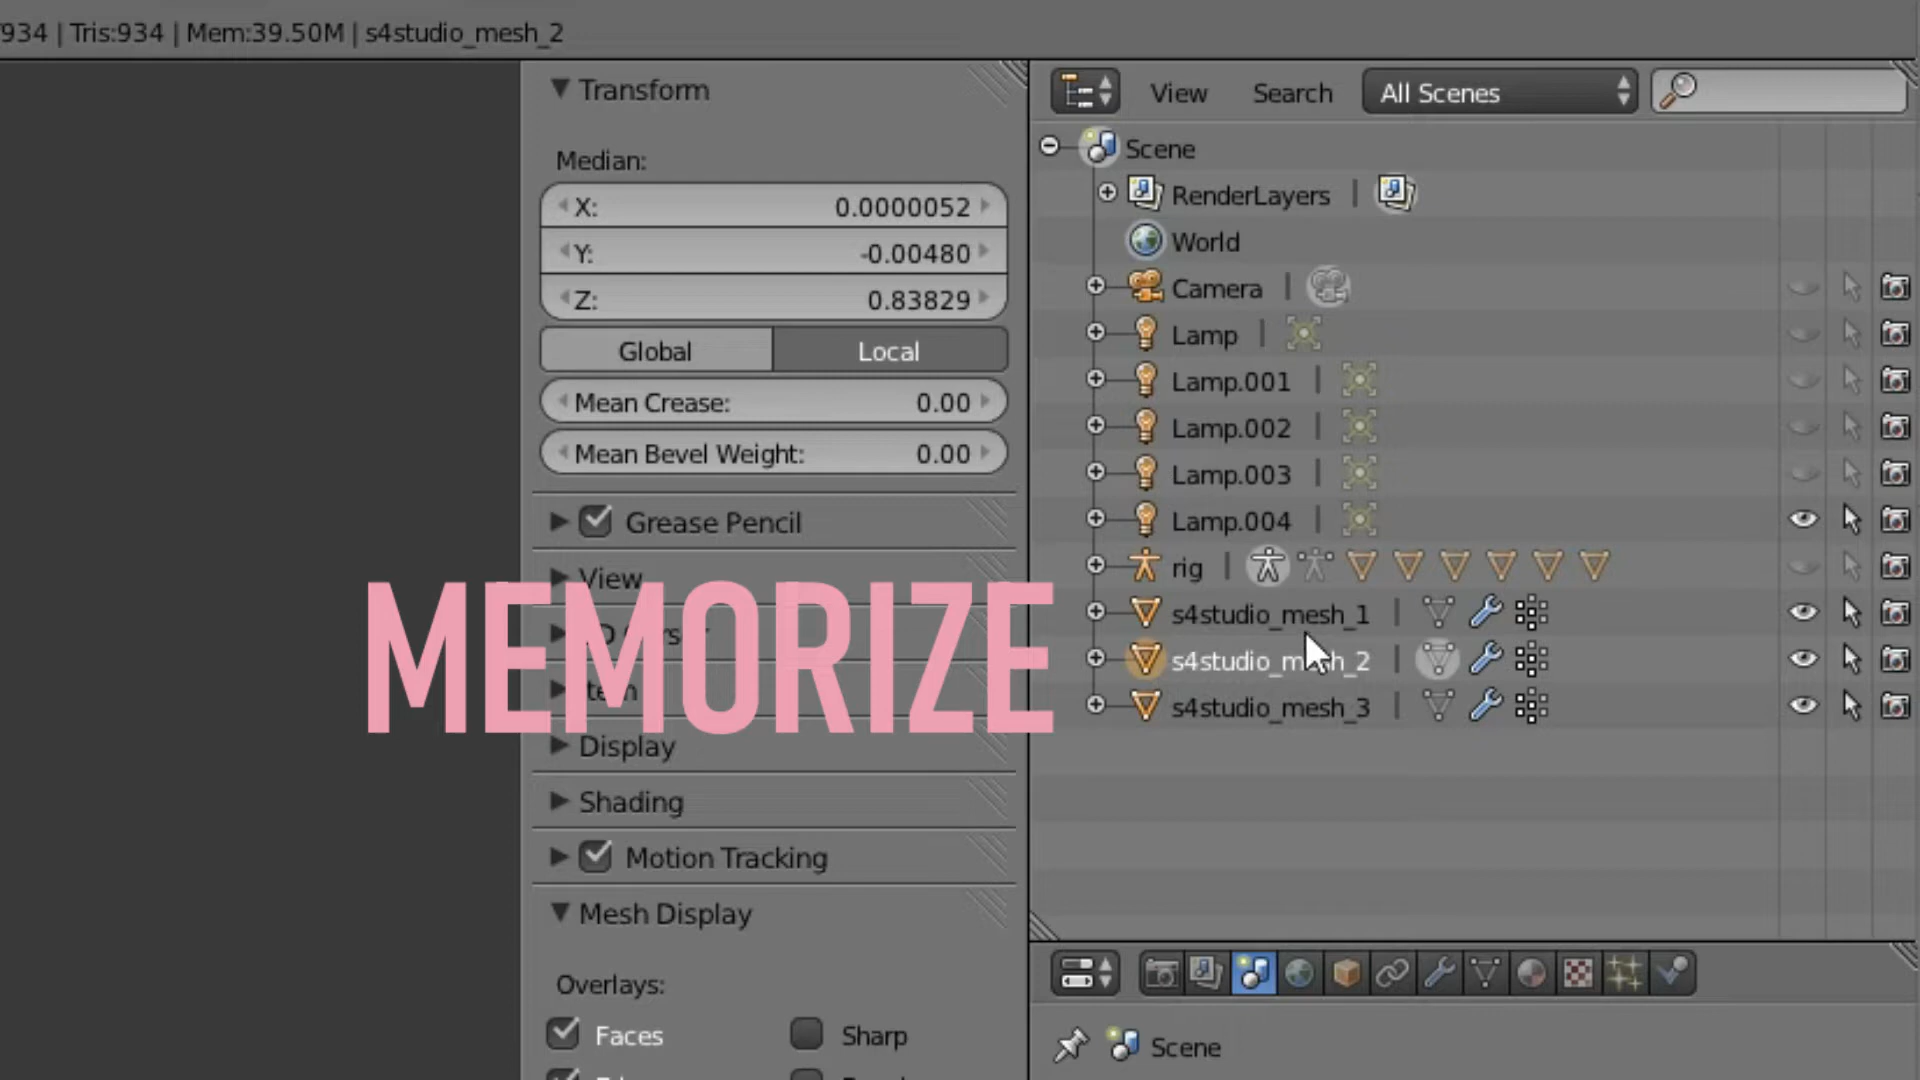 934 | Tris:934 | Mem:39.50M | s4studio_mesh_2
Transform
Median:
X: 0.0000052
Y: -0.00480
Z: 0.83829
Global Local
Mean Crease: 0.00
Mean Bevel Weight: 0.00
Grease Pencil
View
MEMORIZE
Display
Shading
Motion Tracking
Mesh Display
Overlays:
Faces Sharp
View Search All Scenes
Scene
RenderLayers
World
Camera
Lamp
Lamp.001
Lamp.002
Lamp.003
Lamp.004
rig
s4studio_mesh_1
s4studio_mesh_2
s4studio_mesh_3
Scene